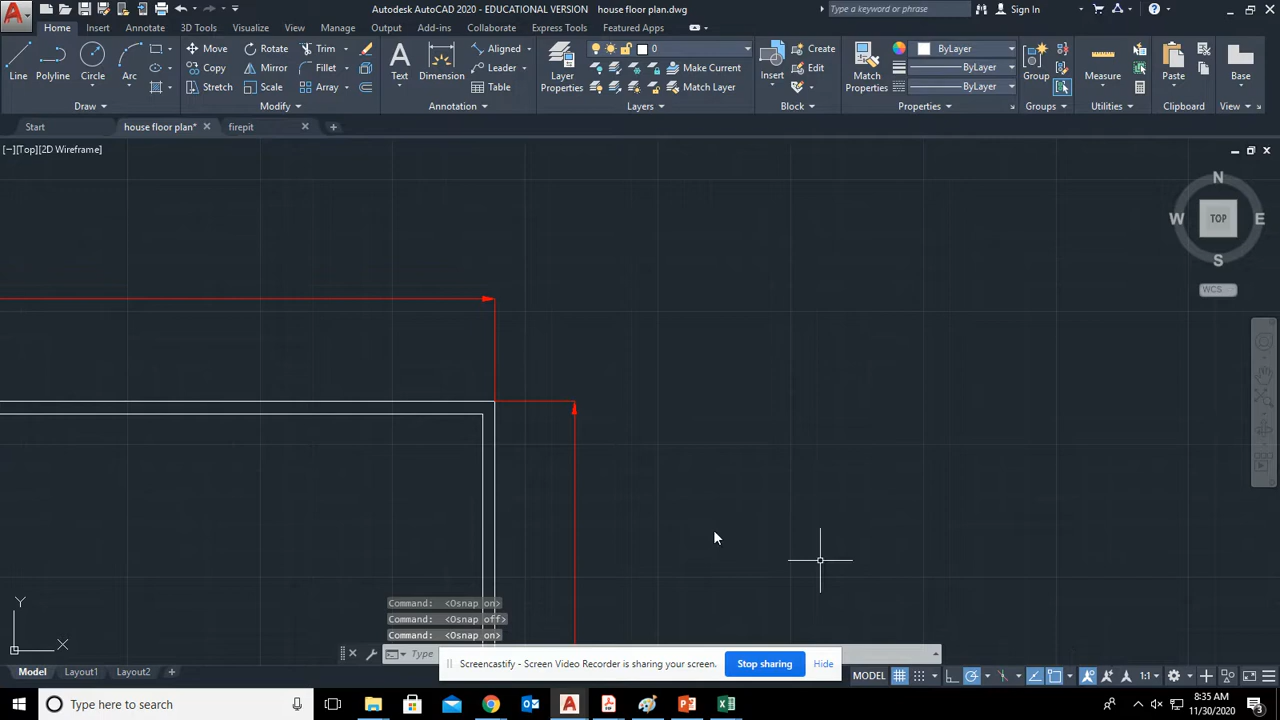 Autodesk AutoCAD 2020 - EDUCATIONAL VERSION house floor plan.dwg
Type a keyword or phrase
Sign In
Home Insert Annotate 3D Tools Visualize View Manage Output Add-ins Collaborate Express Tools Featured Apps
Line
Polyline
Circle
Arc
Move
Rotate
Trim
Copy
Mirror
Fillet
Stretch
Scale
Array
Text
Dimension
Aligned
Leader
Table
Layer
Properties
0
Make Current
Match Layer
Insert
Create
Edit
Match
Properties
ByLayer
ByLayer
ByLayer
Group
Measure
Paste
Base
Draw Modify Annotation Layers Block Properties Groups Utilities Clipboard View
Start house floor plan* firepit
[−][Top][2D Wireframe]
N
W TOP E
S
WCS
Y
X
Command: <Osnap on>
Command: <Osnap off>
Command: <Osnap on>
Type
Screencastify - Screen Video Recorder is sharing your screen. Stop sharing Hide
Model Layout1 Layout2
MODEL
1:1
Type here to search
8:35 AM
11/30/2020